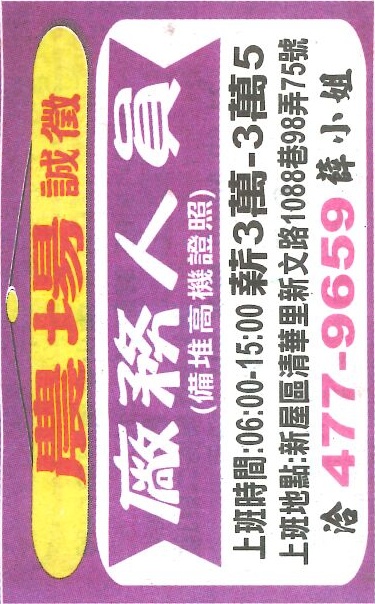 農場 誠徵
廠務人員
(備堆高機證照)
上班時間:06:00-15:00 薪3萬-3萬5
上班地點:新屋區清華里新文路1088巷98弄75號
洽 477-9659 薛小姐